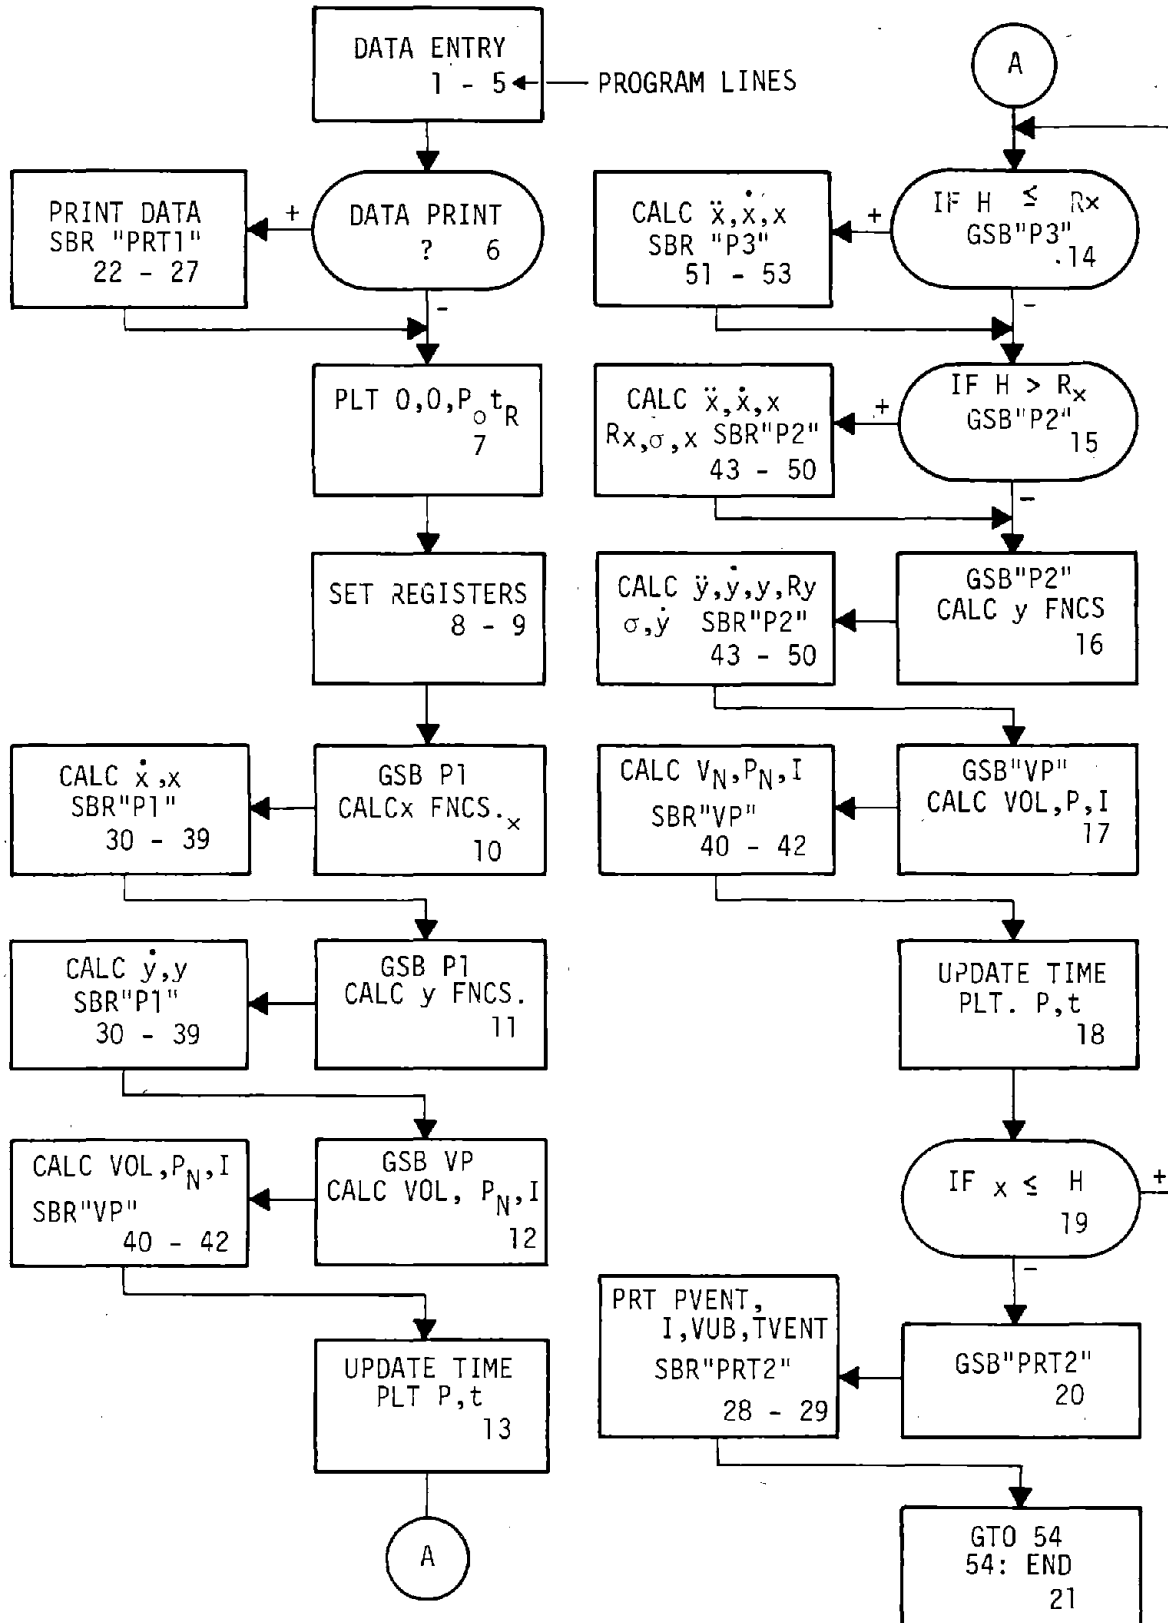 DATA ENTRY
1 - 5
PROGRAM LINES
PRINT DATA
SBR "PRT1"
22 - 27
+
DATA PRINT
? 6
-
PLT 0,0,P₀t_R
7
SET REGISTERS
8 - 9
CALC ẋ,x
SBR"P1"
30 - 39
GSB P1
CALCx FNCS.x
10
CALC ẏ,y
SBR"P1"
30 - 39
GSB P1
CALC y FNCS.
11
CALC VOL,P_N,I
SBR"VP"
40 - 42
GSB VP
CALC VOL, P_N,I
12
UPDATE TIME
PLT P,t
13
A
A
CALC ẍ,ẋ,x
SBR "P3"
51 - 53
+
IF H ≤ Rx
GSB"P3"
.14
-
CALC ẍ,ẋ,x
Rx,σ,x SBR"P2"
43 - 50
+
IF H > Rx
GSB"P2"
15
-
CALC ÿ,ẏ,y,Ry
σ,ẏ SBR"P2"
43 - 50
GSB"P2"
CALC y FNCS
16
CALC V_N,P_N,I
SBR"VP"
40 - 42
GSB"VP"
CALC VOL,P,I
17
UPDATE TIME
PLT. P,t
18
IF x ≤ H
19
+
-
PRT PVENT,
I,VUB,TVENT
SBR"PRT2"
28 - 29
GSB"PRT2"
20
GTO 54
54: END
21